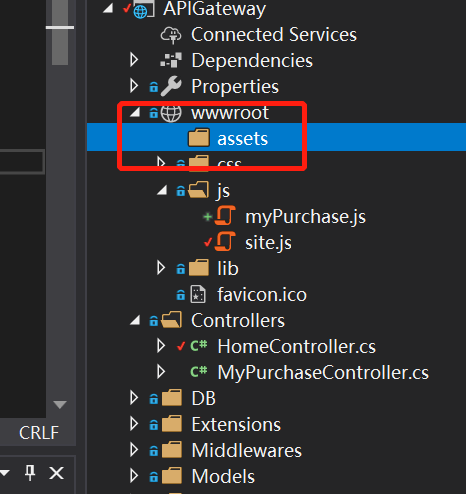 APIGateway
Connected Services
Dependencies
Properties
wwwroot
assets
css
js
myPurchase.js
site.js
lib
favicon.ico
Controllers
C# HomeController.cs
C# MyPurchaseController.cs
DB
CRLF
Extensions
Middlewares
Models